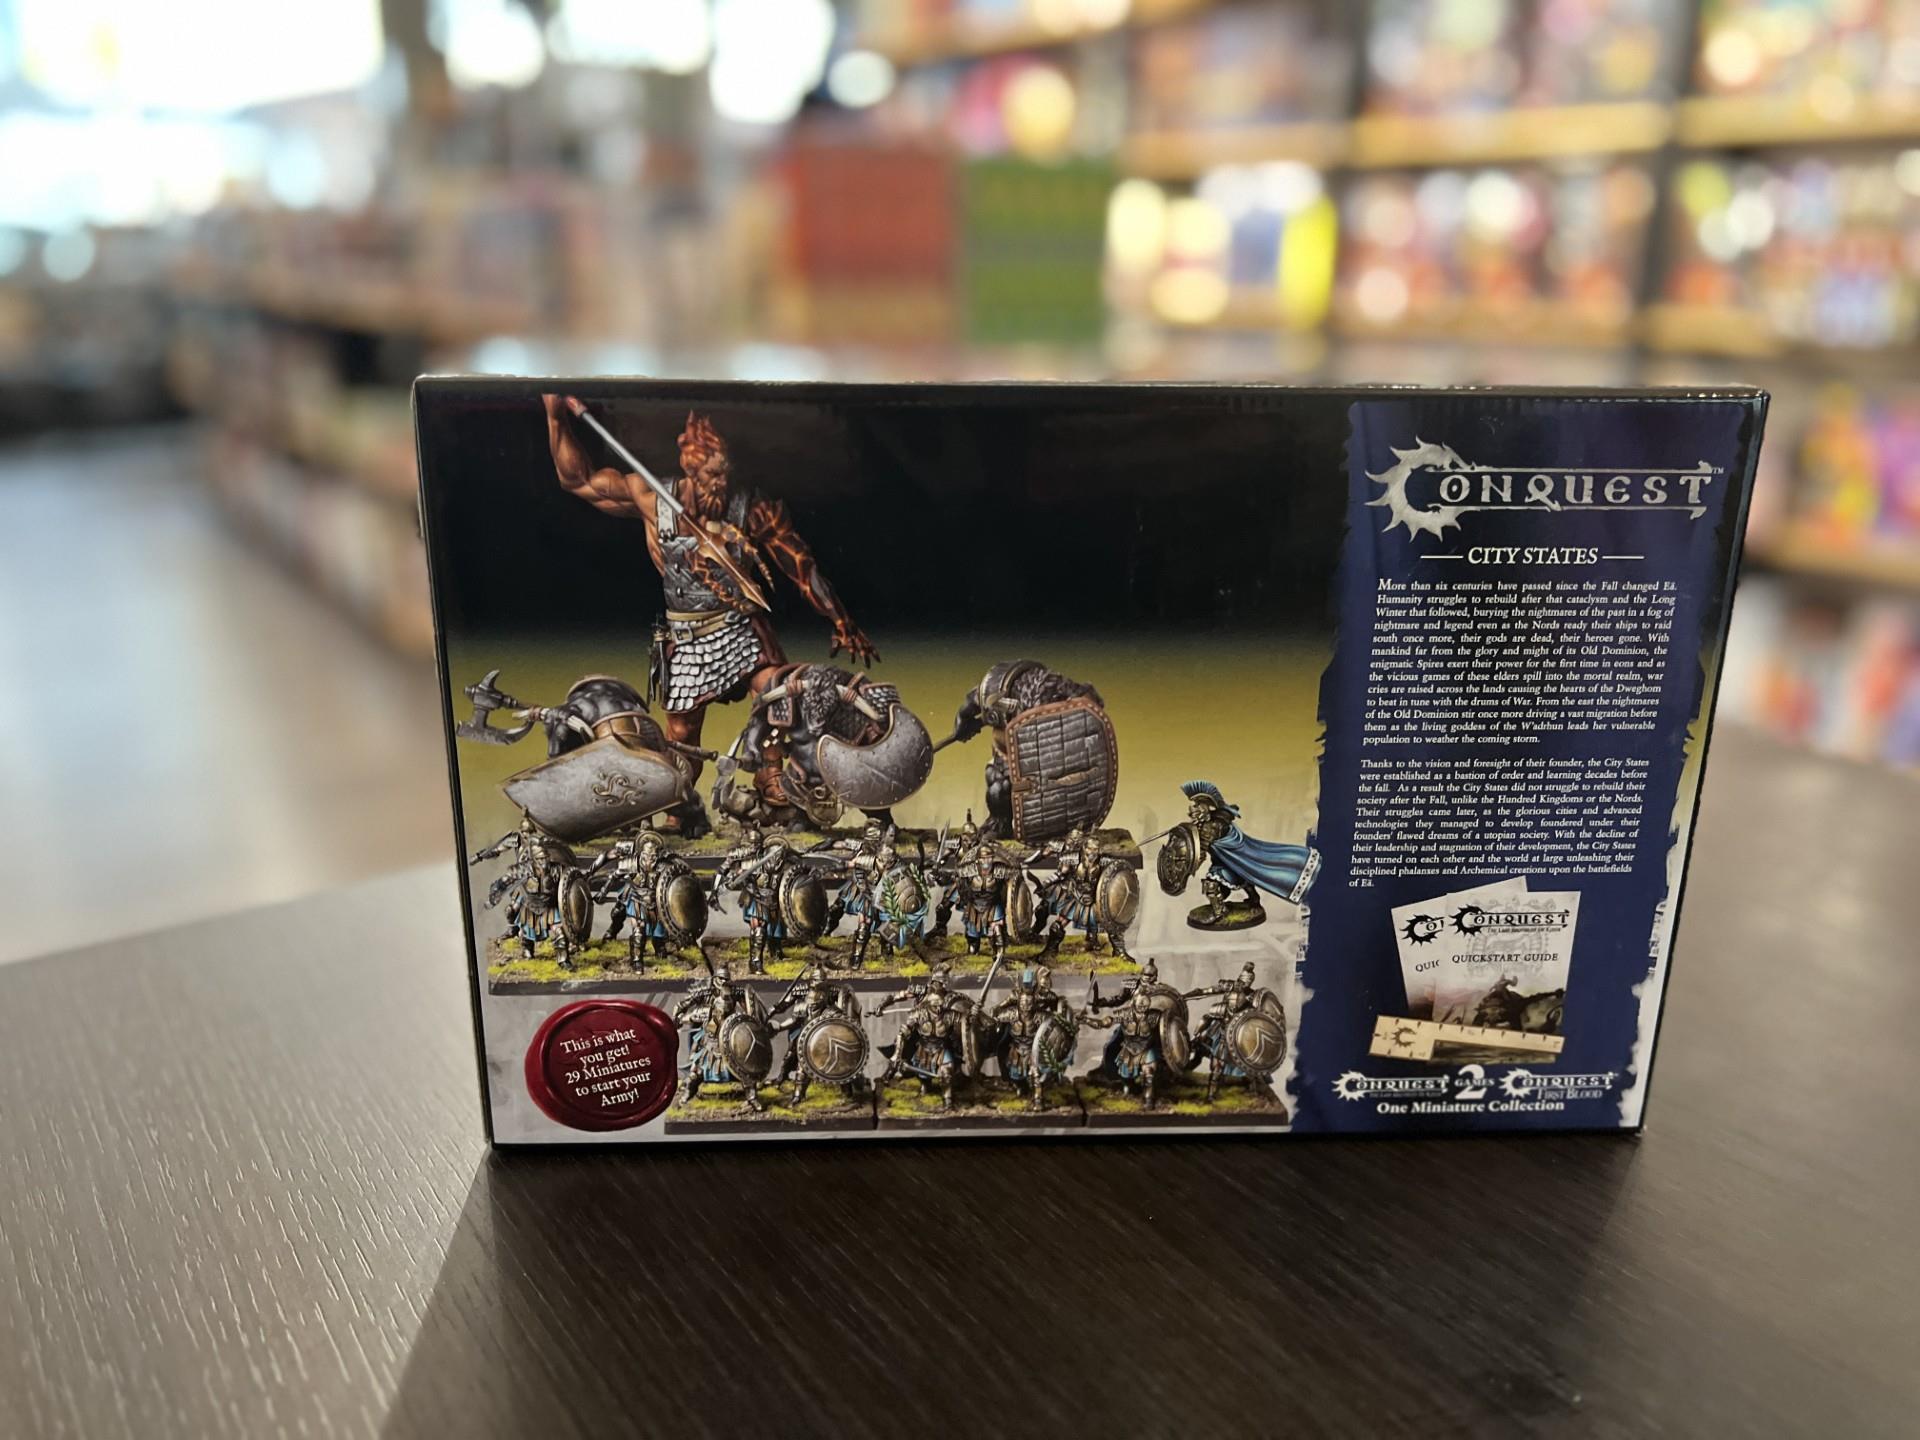 CONQUEST™
CITY STATES
More than six centuries have passed since the Fall changed Eä.
Humanity struggles to rebuild after that cataclysm and the Long
Winter that followed, burying the nightmares of the past in a fog of
nightmare and legend even as the Nords ready their ships to raid
south once more, their gods are dead, their heroes gone. With
mankind far from the glory and might of its Old Dominion, the
enigmatic Spires exert their power for the first time in eons and as
the vicious games of these elders spill into the mortal realm, war
cries are raised across the lands causing the hearts of the Dweghom
to beat in tune with the drums of War. From the east the nightmares
of the Old Dominion stir once more driving a vast migration before
them as the living goddess of the W'adrhun leads her vulnerable
population to weather the coming storm.
Thanks to the vision and foresight of their founder, the City States
were established as a bastion of order and learning decades before
the fall. As a result the City States did not struggle to rebuild their
society after the Fall, unlike the Hundred Kingdoms or the Nords.
Their struggles came later, as the glorious cities and advanced
technologies they managed to develop foundered under their
founders' flawed dreams of a utopian society. With the decline of
their leadership and stagnation of their development, the City States
have turned on each other and the world at large unleashing their
disciplined phalanxes and Archemical creations upon the battlefields
of Eä.
CONQUEST
THE LAST ARGUMENT OF KINGS
QUIC
QUICKSTART GUIDE
This is what
you get!
29 Miniatures
to start your
Army!
CONQUEST
THE LAST ARGUMENT OF KINGS
2 GAMES
CONQUEST
FIRST BLOOD
One Miniature Collection